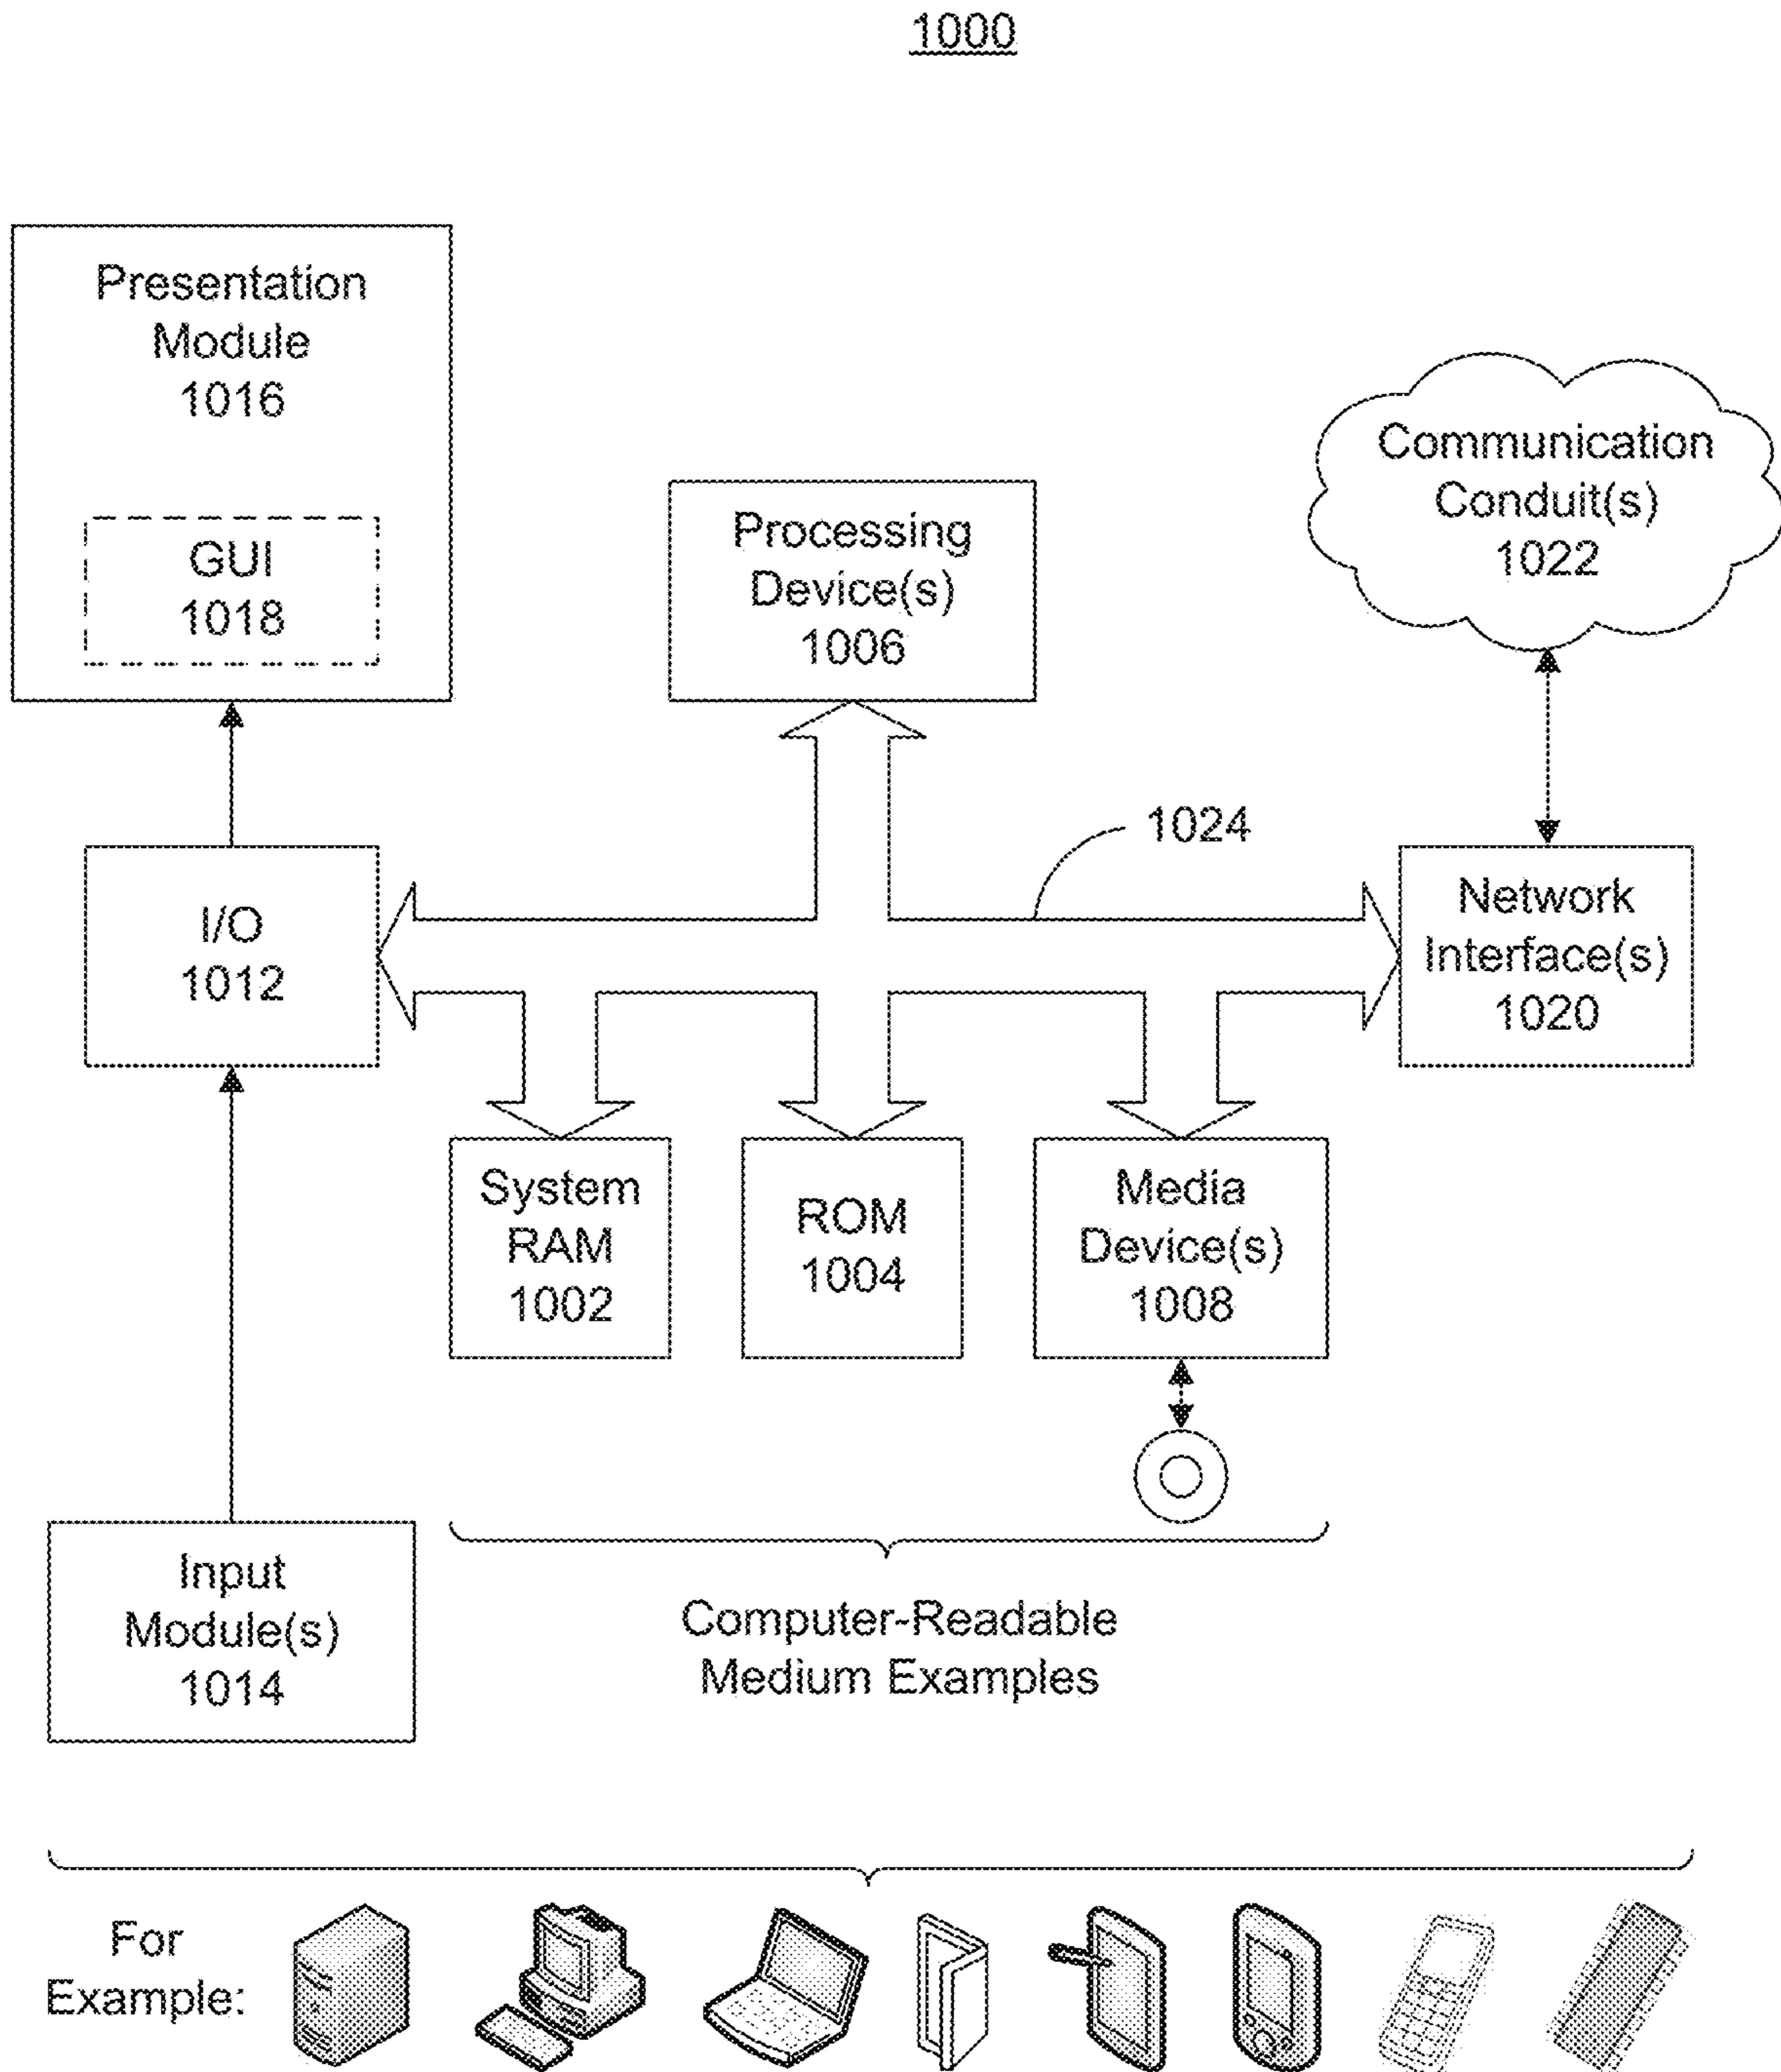 1000
Presentation
Module
1016
GUI
1018
Processing
Device(s)
1006
Communication
Conduit(s)
1022
1024
I/O
1012
Network
Interface(s)
1020
System
RAM
1002
ROM
1004
Media
Device(s)
1008
Input
Module(s)
1014
Computer-Readable
Medium Examples
For
Example: